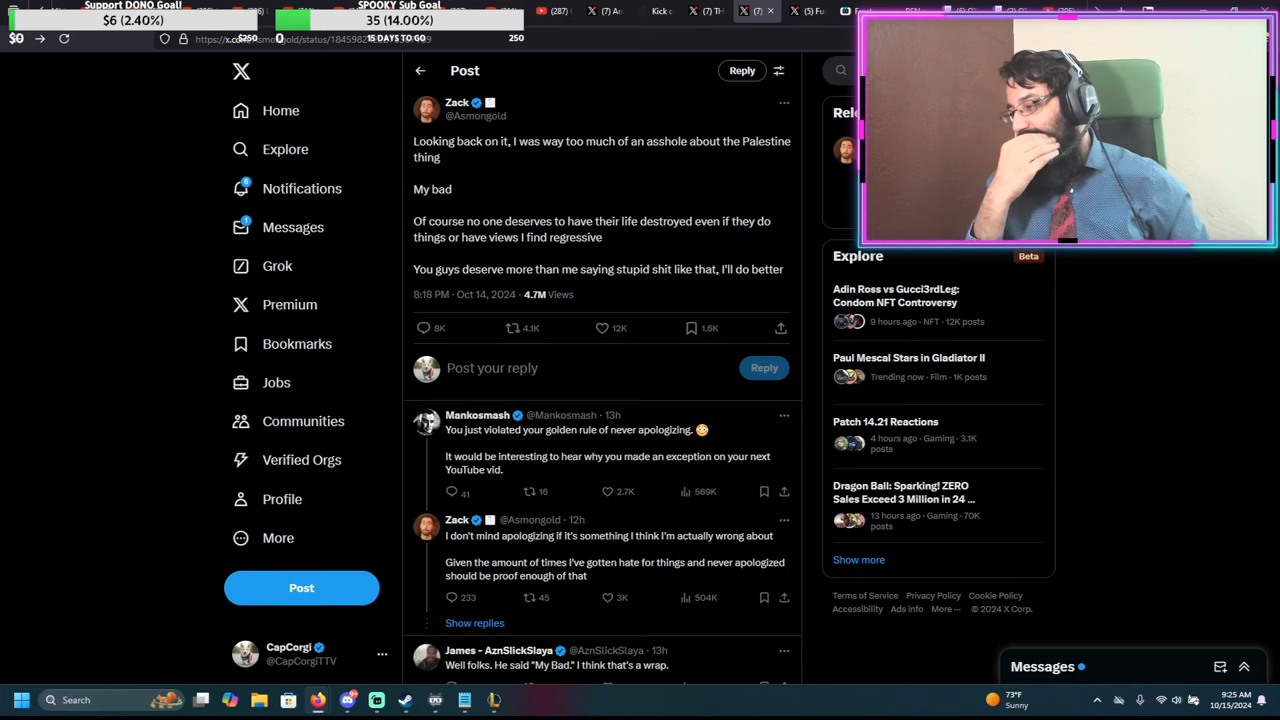 Support DONO Goal!
$6 (2.40%)
$0
$250
SPOOKY Sub Goal!
35 (14.00%)
0
15 DAYS TO GO
250
(287)
Kick
(7) TH
(7)
(5) Fu
Post
Reply
Home
Explore
Notifications
6
Messages
1
Grok
Premium
Bookmarks
Jobs
Communities
Verified Orgs
Profile
More
Post
CapCorgi
@CapCorgiTTV
Zack
@Asmongold
Looking back on it, I was way too much of an asshole about the Palestine
thing
My bad
Of course no one deserves to have their life destroyed even if they do
things or have views I find regressive
You guys deserve more than me saying stupid shit like that, I'll do better
8:18 PM · Oct 14, 2024 · 4.7M Views
8K
4.1K
12K
1.6K
Post your reply
Reply
Mankosmash @Mankosmash · 13h
You just violated your golden rule of never apologizing. 😳
It would be interesting to hear why you made an exception on your next
YouTube vid.
41
16
2.7K
569K
Zack @Asmongold · 12h
I don't mind apologizing if it's something I think I'm actually wrong about
Given the amount of times I've gotten hate for things and never apologized
should be proof enough of that
233
45
3K
504K
Show replies
James - AznSlickSlaya @AznSlickSlaya · 13h
Well folks. He said "My Bad." I think that's a wrap.
Explore
Beta
Adin Ross vs Gucci3rdLeg:
Condom NFT Controversy
9 hours ago · NFT · 12K posts
Paul Mescal Stars in Gladiator II
Trending now · Film · 1K posts
Patch 14.21 Reactions
4 hours ago · Gaming · 3.1K
posts
Dragon Ball: Sparking! ZERO
Sales Exceed 3 Million in 24 ...
13 hours ago · Gaming · 70K
posts
Show more
Terms of Service Privacy Policy Cookie Policy
Accessibility Ads info More ··· © 2024 X Corp.
Messages
Search
73°F
Sunny
9:25 AM
10/15/2024